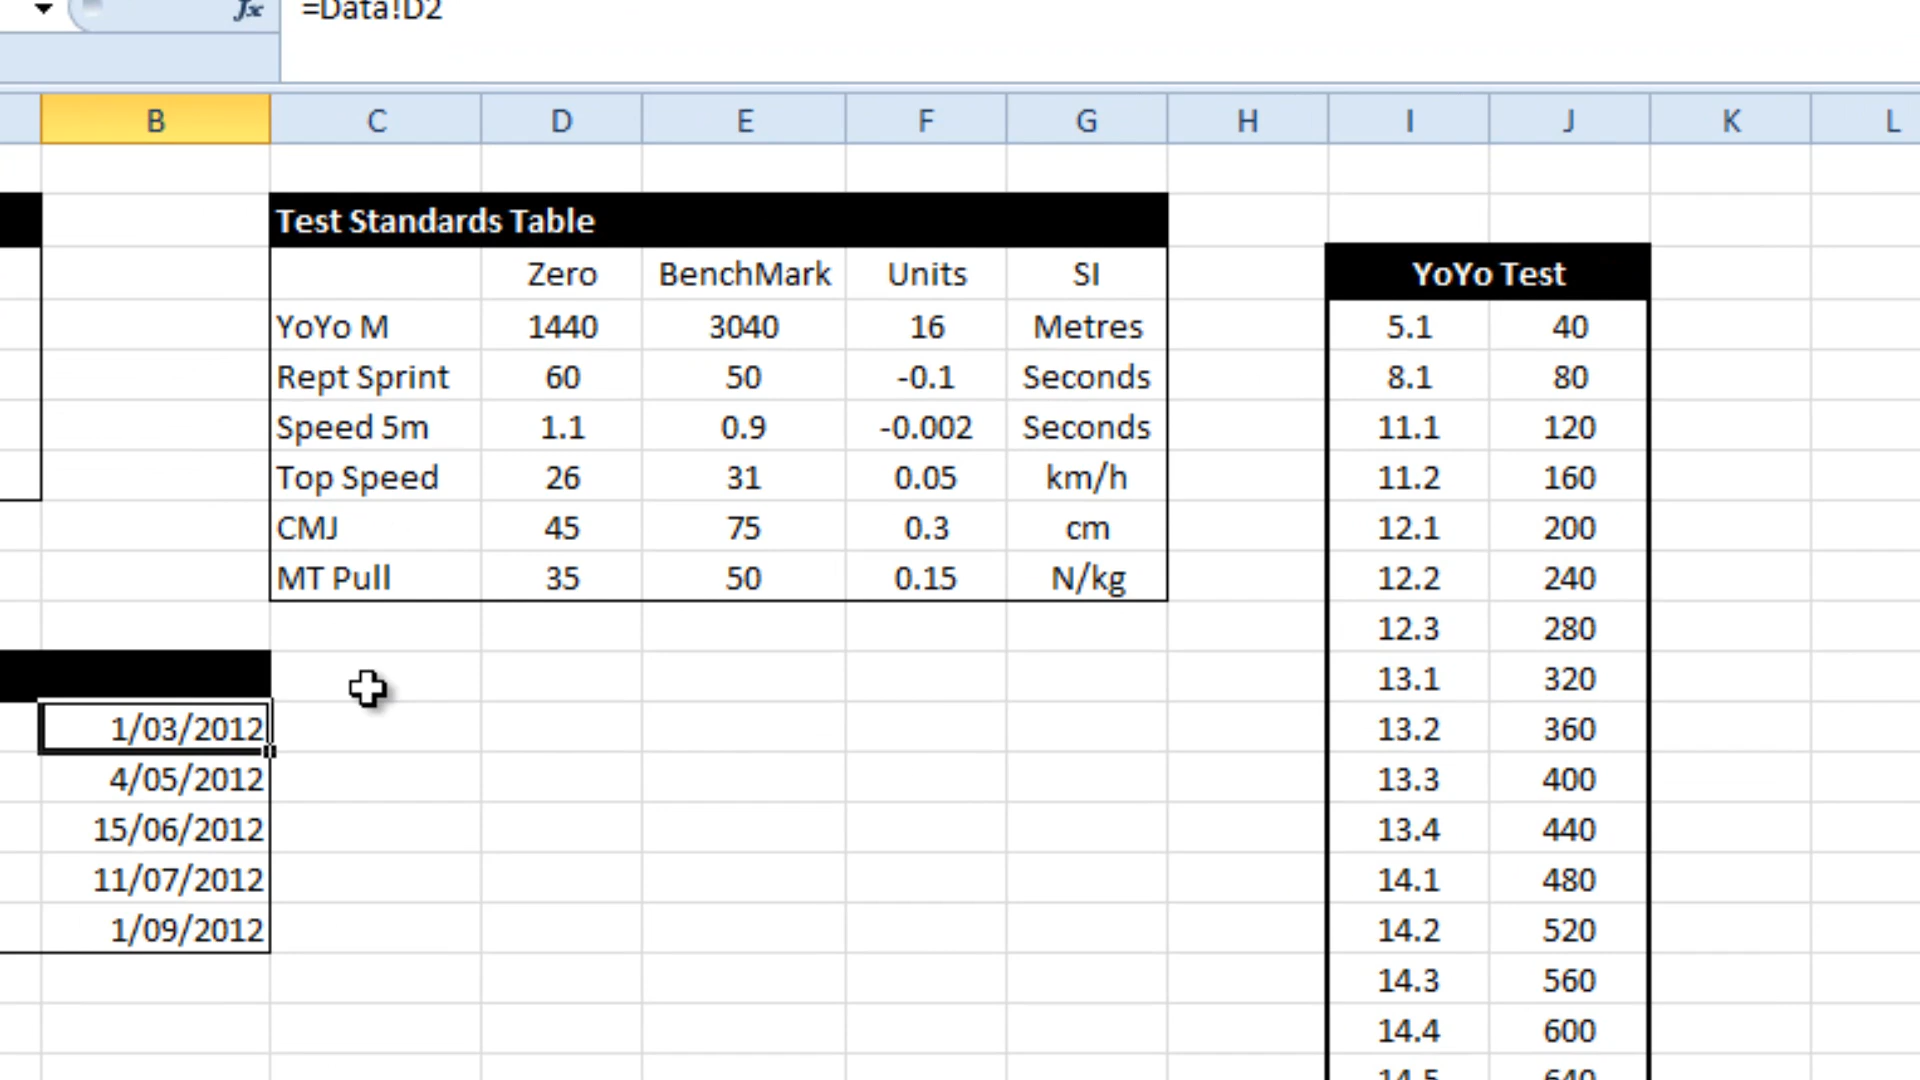 fx =Data!D2
B C D E F G H I J K L
Test Standards Table
Zero BenchMark Units SI
YoYo M 1440 3040 16 Metres
Rept Sprint 60 50 -0.1 Seconds
Speed 5m 1.1 0.9 -0.002 Seconds
Top Speed 26 31 0.05 km/h
CMJ 45 75 0.3 cm
MT Pull 35 50 0.15 N/kg
1/03/2012
4/05/2012
15/06/2012
11/07/2012
1/09/2012
YoYo Test
5.1 40
8.1 80
11.1 120
11.2 160
12.1 200
12.2 240
12.3 280
13.1 320
13.2 360
13.3 400
13.4 440
14.1 480
14.2 520
14.3 560
14.4 600
14.5 640